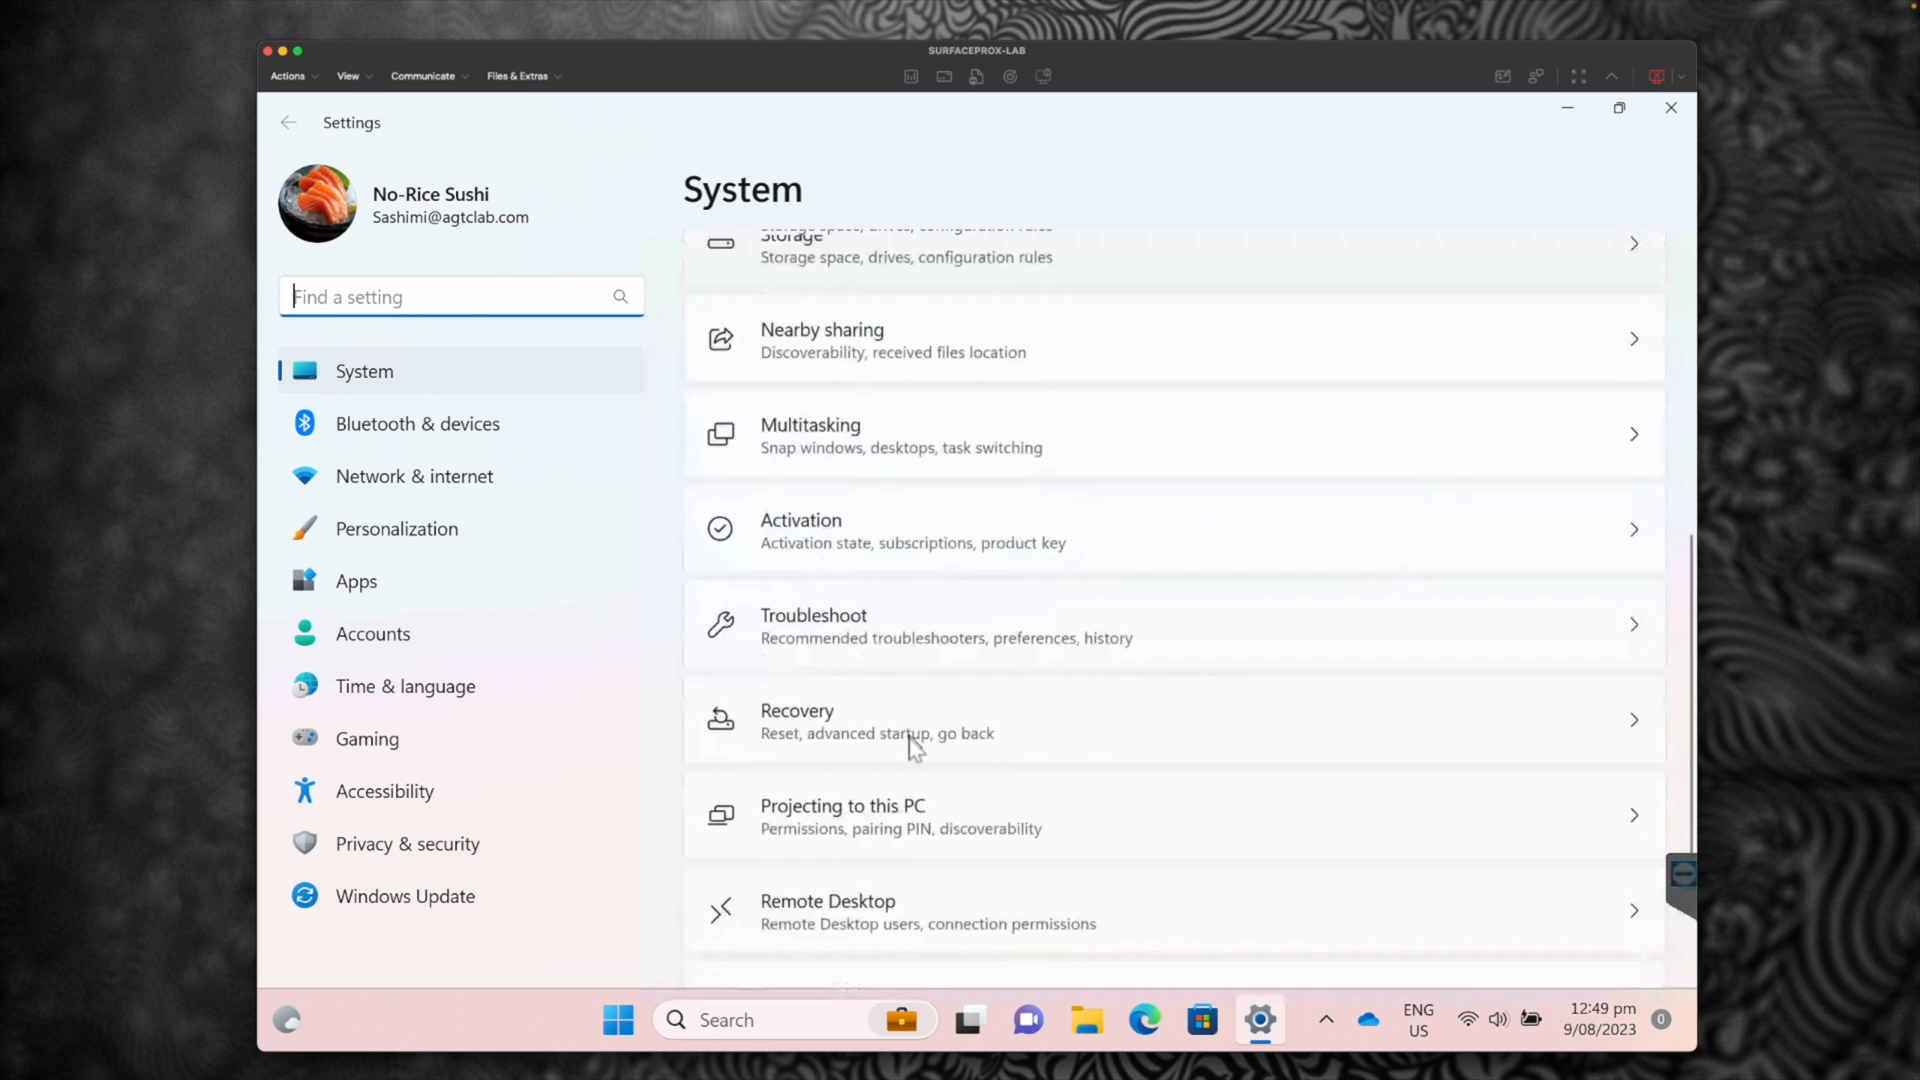 SURFACEPROX-LAB
Actions View Communicate Files & Extras
Settings
No-Rice Sushi
Sashimi@agtclab.com
Find a setting
System
Bluetooth & devices
Network & internet
Personalization
Apps
Accounts
Time & language
Gaming
Accessibility
Privacy & security
Windows Update
System
Storage
Storage space, drives, configuration rules
Nearby sharing
Discoverability, received files location
Multitasking
Snap windows, desktops, task switching
Activation
Activation state, subscriptions, product key
Troubleshoot
Recommended troubleshooters, preferences, history
Recovery
Reset, advanced startup, go back
Projecting to this PC
Permissions, pairing PIN, discoverability
Remote Desktop
Remote Desktop users, connection permissions
Search
ENG
US
12:49 pm
9/08/2023
0